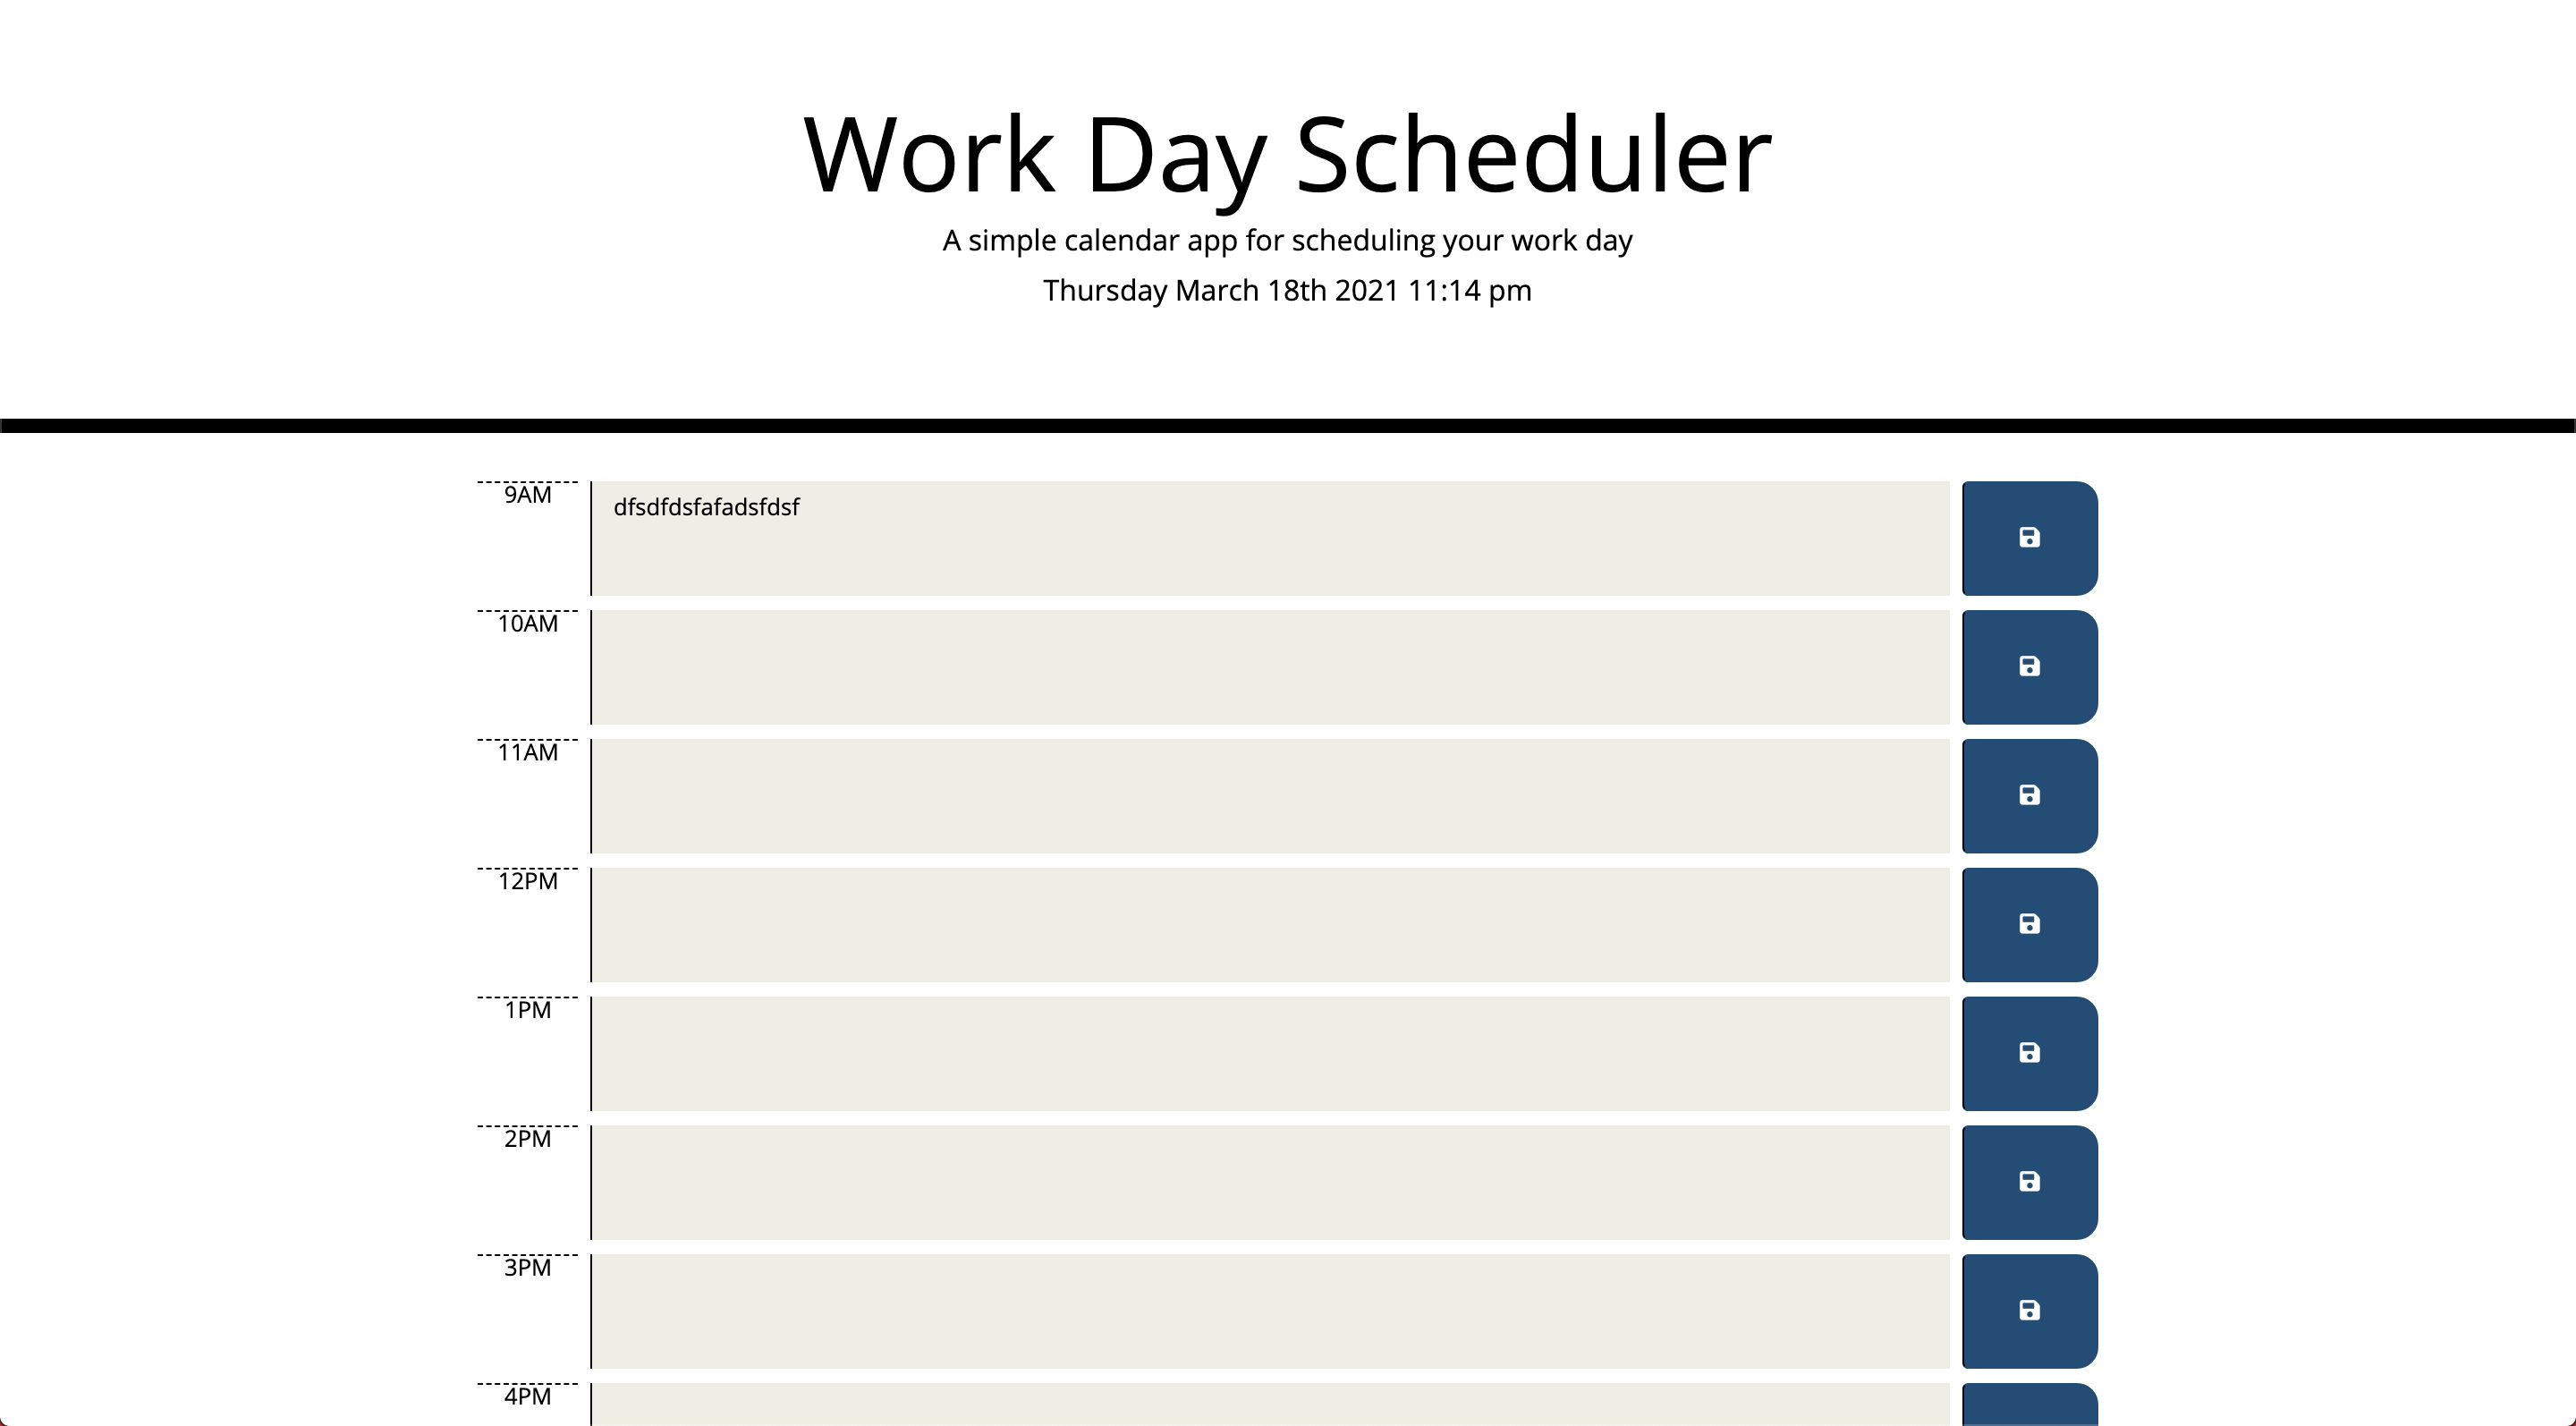 Work Day Scheduler
A simple calendar app for scheduling your work day
Thursday March 18th 2021 11:14 pm
9AM
dfsdfdsfafadsfdsf
10AM
11AM
12PM
1PM
2PM
3PM
4PM